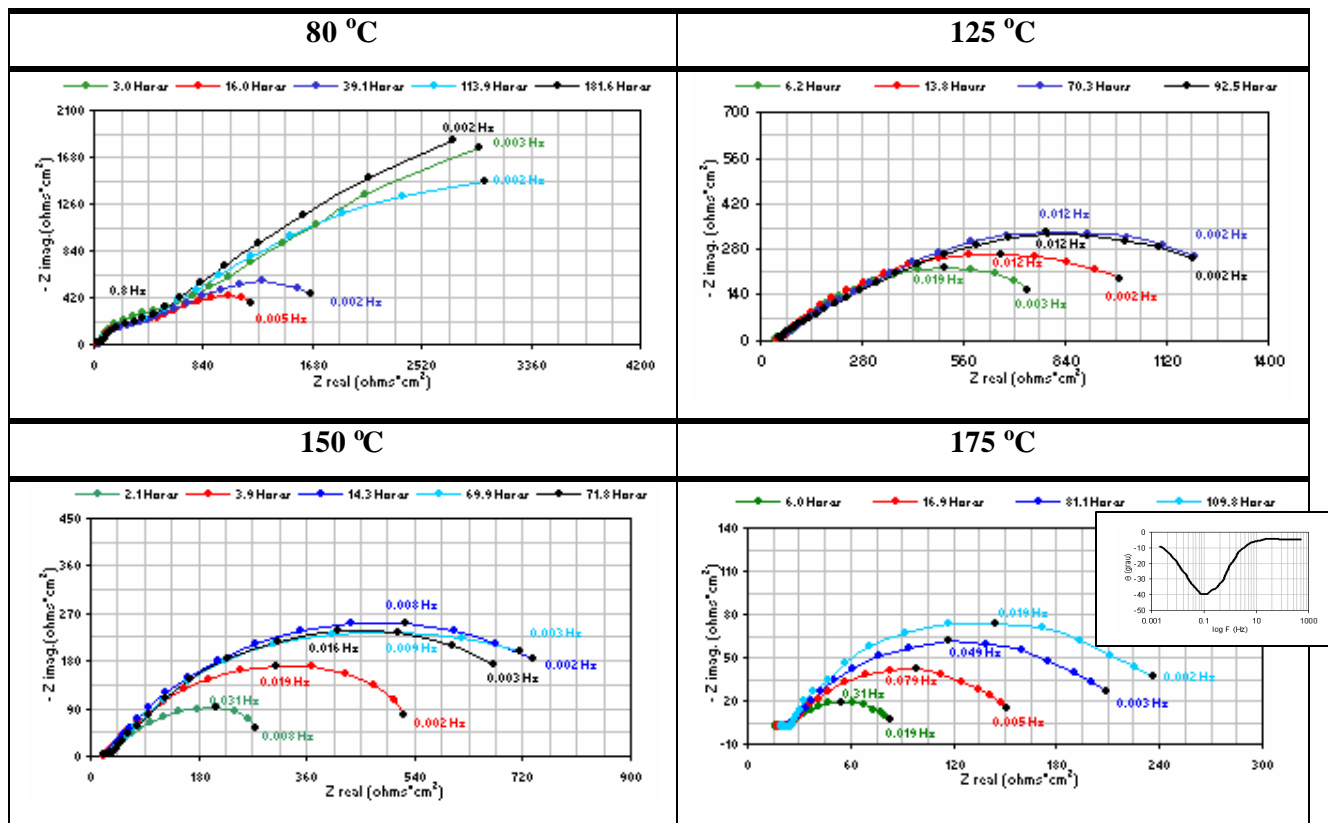 80 °C
125 °C
3.0 Horas 16.0 Horas 39.1 Horas 113.9 Horas 181.6 Horas
- Z imag.(ohms*cm²)
2100
1680
1260
840
420
0
0.002 Hz
0.003 Hz
0.002 Hz
0.8 Hz
0.002 Hz
0.005 Hz
0 840 1680 2520 3360 4200
Z real (ohms*cm²)
6.2 Hours 13.8 Hours 70.3 Hours 92.5 Horas
- Z imag. (ohms*cm²)
700
560
420
280
140
0
0.012 Hz
0.002 Hz
0.012 Hz
0.012 Hz
0.019 Hz
0.002 Hz
0.003 Hz
0.002 Hz
0 280 560 840 1120 1400
Z real (ohms*cm²)
150 °C
175 °C
2.1 Horas 3.9 Horas 14.3 Horas 69.9 Horas 71.8 Horas
- Z imag.(ohms*cm²)
450
360
270
180
90
0
0.008 Hz
0.003 Hz
0.016 Hz
0.009 Hz
0.002 Hz
0.003 Hz
0.019 Hz
0.031 Hz
0.002 Hz
0.008 Hz
0 180 360 540 720 900
Z real (ohms*cm²)
6.0 Horas 16.9 Horas 81.1 Horas 109.8 Horas
- Z imag.(ohms*cm²)
140
110
80
50
20
-10
0.019 Hz
0.049 Hz
0.079 Hz
0.31 Hz
0.002 Hz
0.003 Hz
0.005 Hz
0.019 Hz
0 60 120 180 240 300
Z real (ohms*cm²)
θ (grau)
0
-10
-20
-30
-40
-50
0.001 0.1 10 1000
log F (Hz)